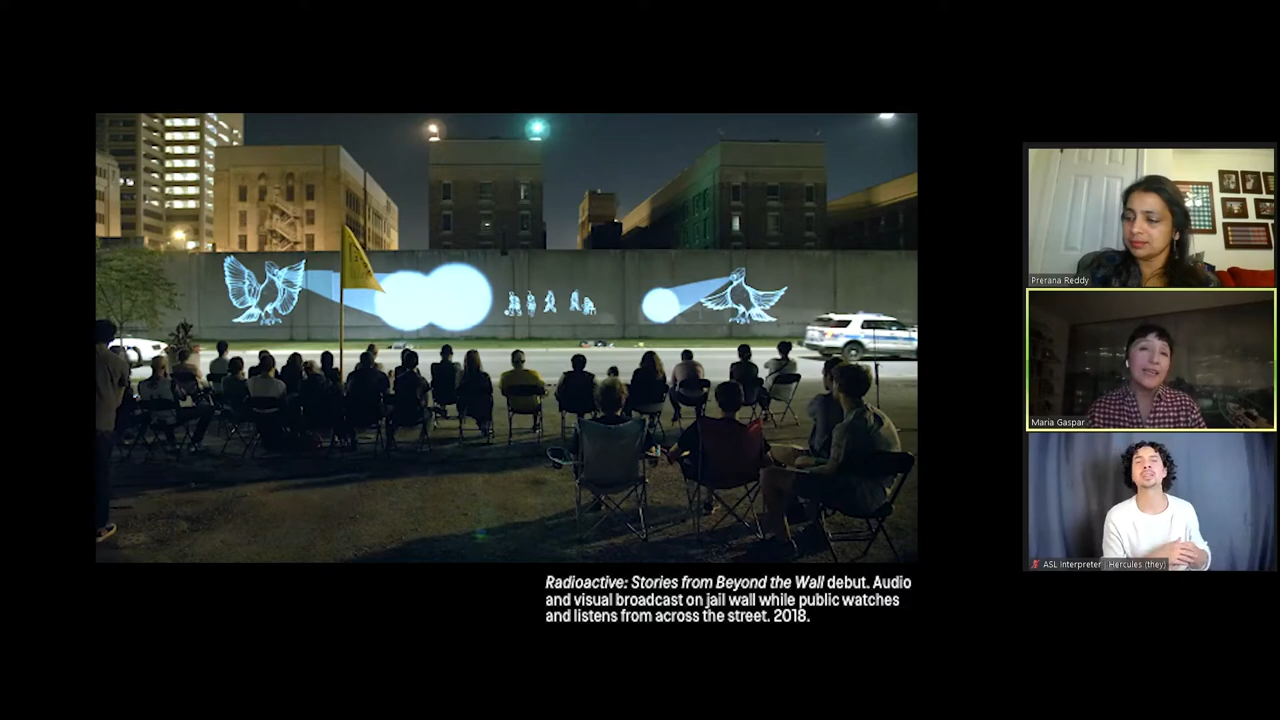 Prerana Reddy
Maria Gaspar
ASL Interpreter | Hercules (they)
Radioactive: Stories from Beyond the Wall debut. Audio
and visual broadcast on jail wall while public watches
and listens from across the street. 2018.